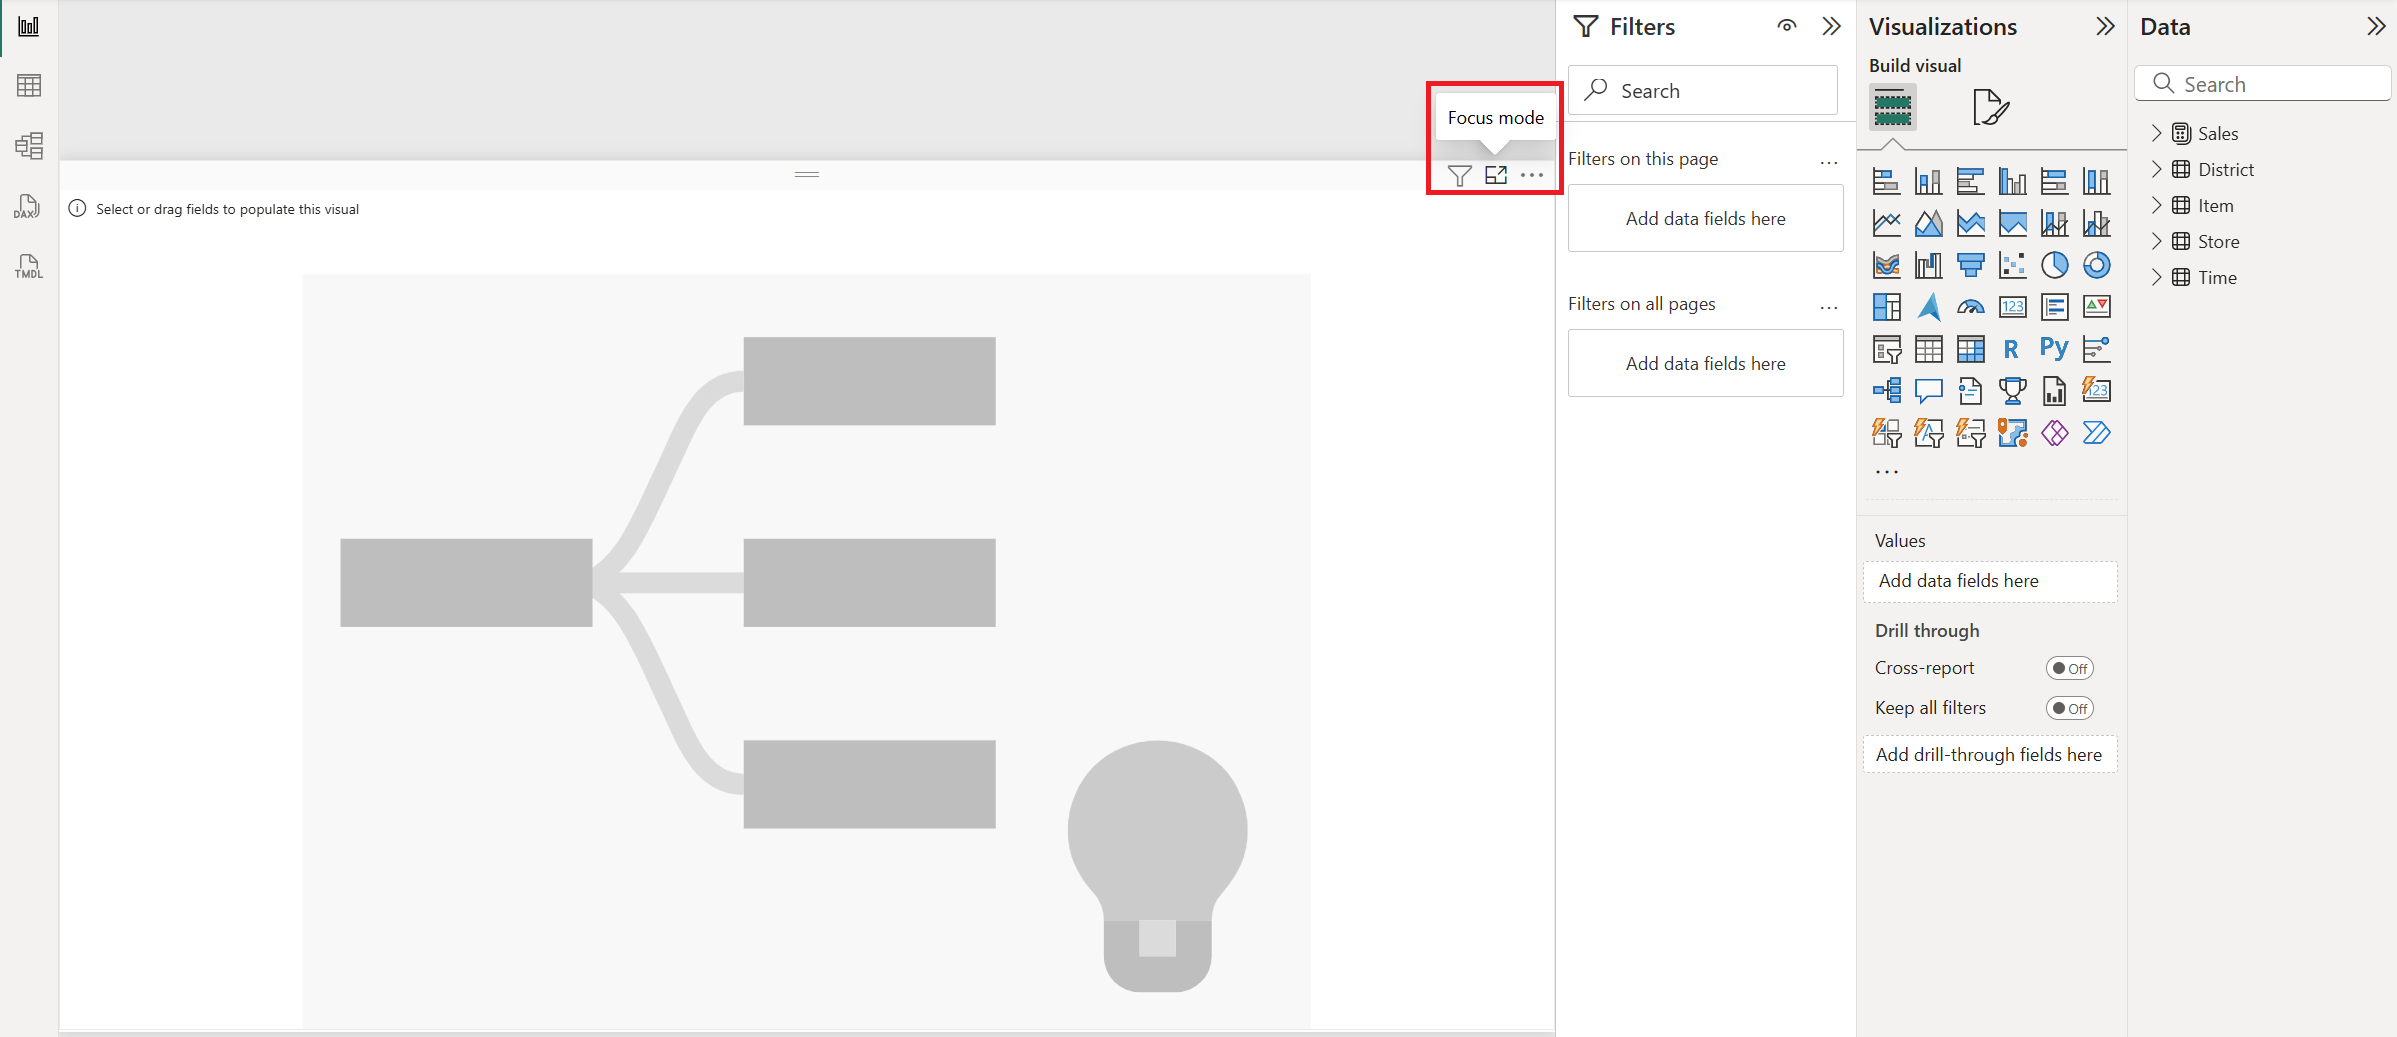 Filters
Visualizations
Data
Build visual
Search
Search
Focus mode
Filters on this page
...
Add data fields here
Filters on all pages
...
Add data fields here
Select or drag fields to populate this visual
DAX
TMDL
Sales
District
Item
Store
Time
123
R
Py
123
A
...
Values
Add data fields here
Drill through
Cross-report
Off
Keep all filters
Off
Add drill-through fields here